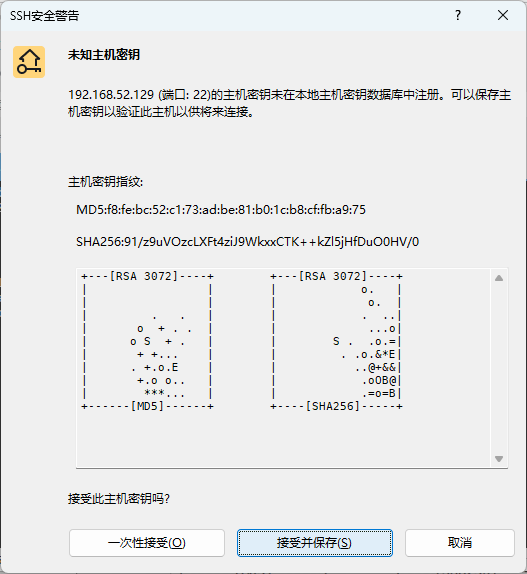 SSH安全警告
?
未知主机密钥
192.168.52.129 (端口: 22)的主机密钥未在本地主机密钥数据库中注册。可以保存主
机密钥以验证此主机以供将来连接。
主机密钥指纹:
MD5:f8:fe:bc:52:c1:73:ad:be:81:b0:1c:b8:cf:fb:a9:75
SHA256:91/z9uVOzcLXFt4ziJ9WkxxCTK++kZl5jHfDuO0HV/0
+---[RSA 3072]----+        +---[RSA 3072]----+
|                 |        |            o.   |
|                 |        |             o.  |
|         .   .   |        |            .  ..|
|       o  + . .  |        |             ...o|
|      o S  + .   |        |        S .  .o.=|
|       + +...    |        |         . .o.&*E|
|      . +.o.E    |        |           ..@+&&|
|       +.o o..   |        |            .oOB@|
|        ***...   |        |            .=o=B|
+------[MD5]------+        +----[SHA256]-----+
接受此主机密钥吗?
一次性接受(O)
接受并保存(S)
取消